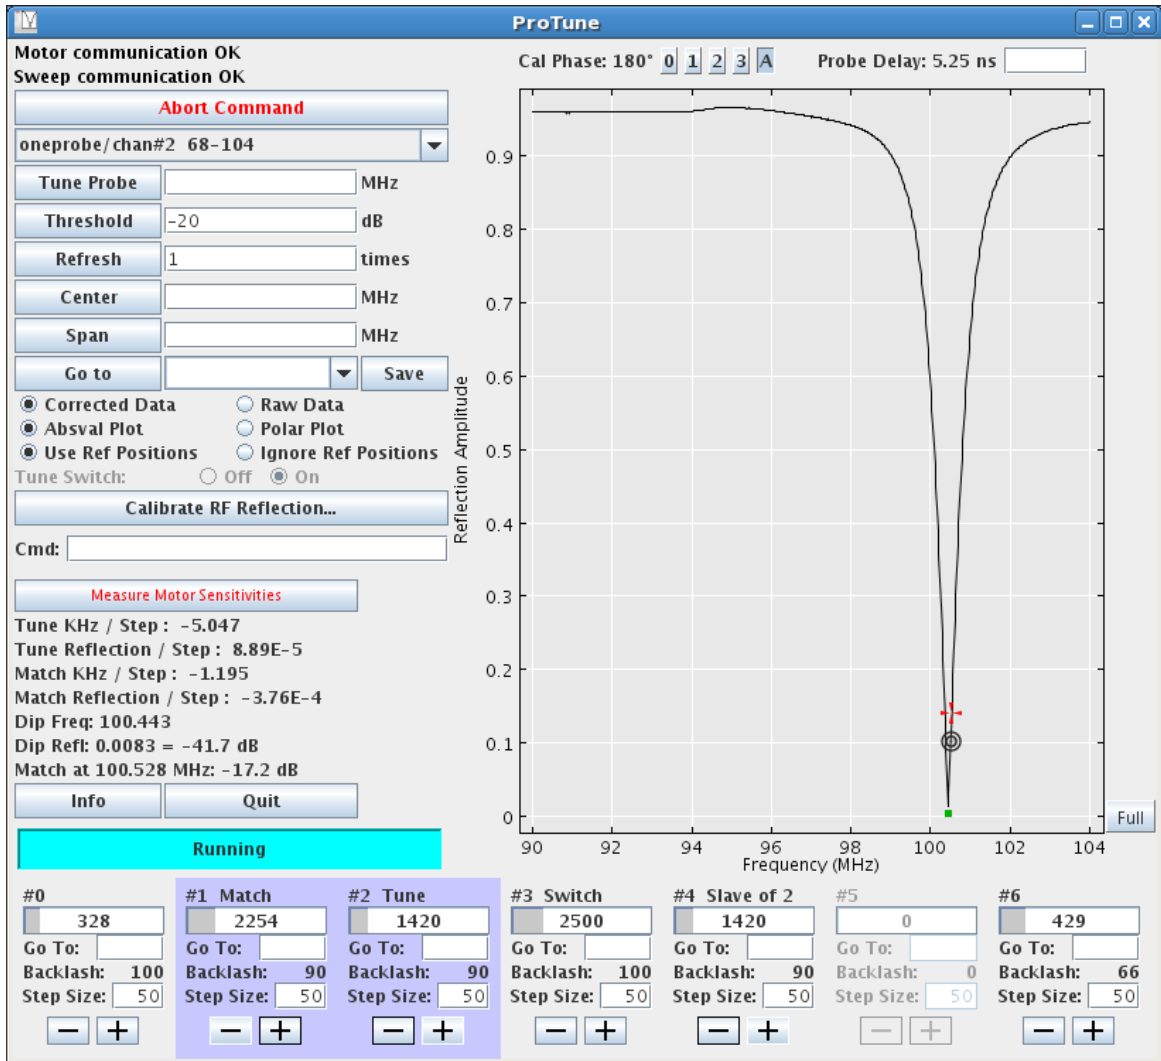 ProTune
Motor communication OK
Sweep communication OK
Abort Command
oneprobe/chan#2 68-104
Tune Probe MHz
Threshold -20 dB
Refresh 1 times
Center MHz
Span MHz
Go to Save
Corrected Data Raw Data
Absval Plot Polar Plot
Use Ref Positions Ignore Ref Positions
Tune Switch: Off On
Calibrate RF Reflection...
Cmd:
Measure Motor Sensitivities
Tune KHz / Step : -5.047
Tune Reflection / Step : 8.89E-5
Match KHz / Step : -1.195
Match Reflection / Step : -3.76E-4
Dip Freq: 100.443
Dip Refl: 0.0083 = -41.7 dB
Match at 100.528 MHz: -17.2 dB
Info Quit
Running
Cal Phase: 180° 0 1 2 3 A Probe Delay: 5.25 ns
Reflection Amplitude
0.9
0.8
0.7
0.6
0.5
0.4
0.3
0.2
0.1
0
90 92 94 96 98 100 102 104
Frequency (MHz)
Full
#0
328
Go To:
Backlash: 100
Step Size: 50
− +
#1 Match
2254
Go To:
Backlash: 90
Step Size: 50
− +
#2 Tune
1420
Go To:
Backlash: 90
Step Size: 50
− +
#3 Switch
2500
Go To:
Backlash: 100
Step Size: 50
− +
#4 Slave of 2
1420
Go To:
Backlash: 90
Step Size: 50
− +
#5
0
Go To:
Backlash: 0
Step Size: 50
− +
#6
429
Go To:
Backlash: 66
Step Size: 50
− +